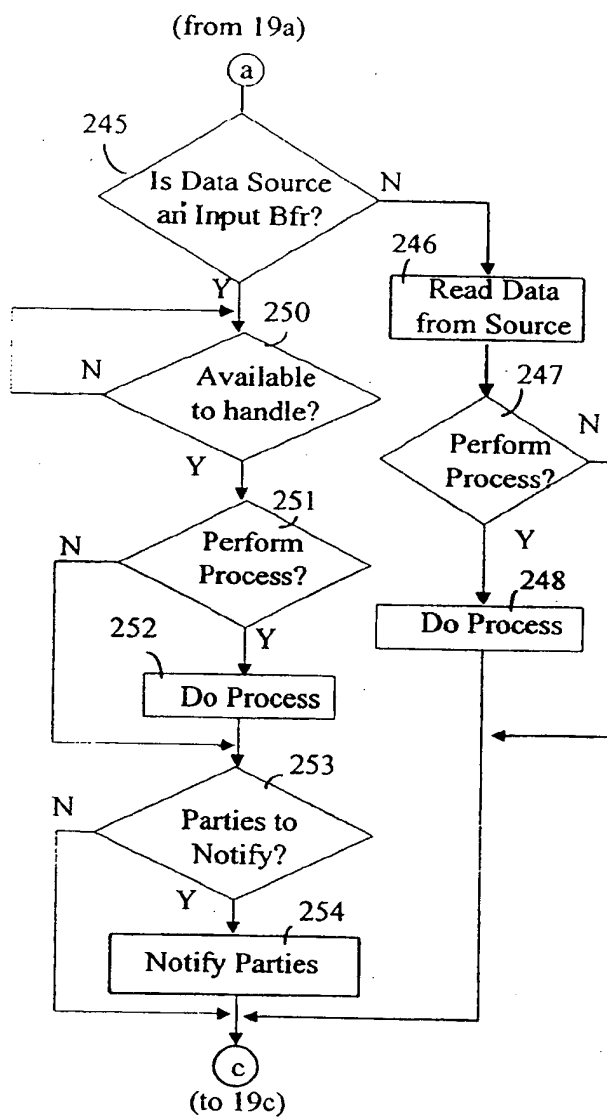 (from 19a)
a
245
Is Data Source
an Input Bfr?
N
Y
246
Read Data
from Source
250
Available
to handle?
N
Y
247
Perform
Process?
N
Y
251
Perform
Process?
N
Y
248
Do Process
252
Do Process
253
Parties to
Notify?
N
Y
254
Notify Parties
c
(to 19c)